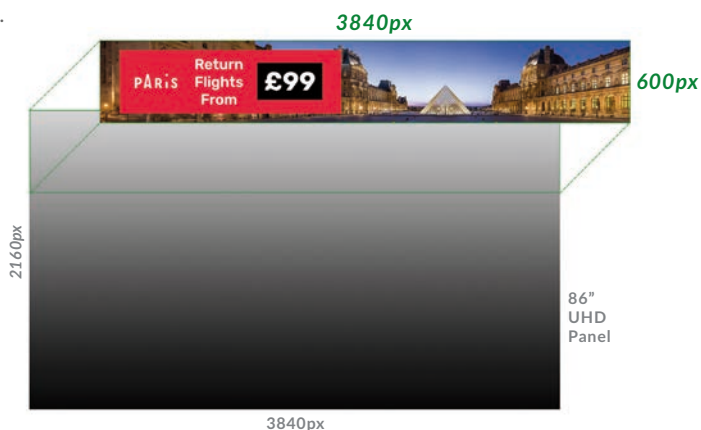 .
3840px
PARiS
Return
Flights
From
£99
600px
2160px
86”
UHD
Panel
3840px